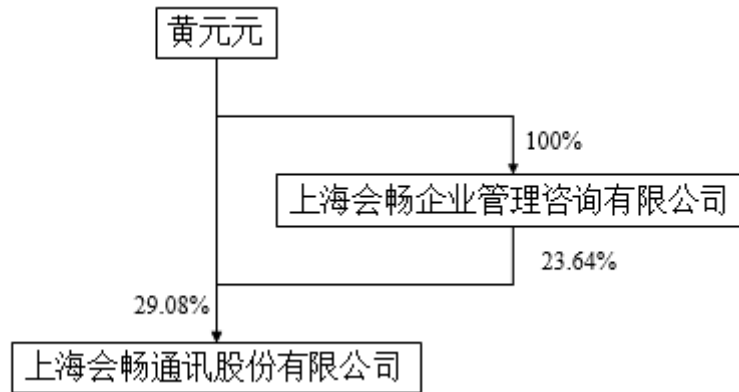 黄元元
100%
上海会畅企业管理咨询有限公司
23.64%
29.08%
上海会畅通讯股份有限公司